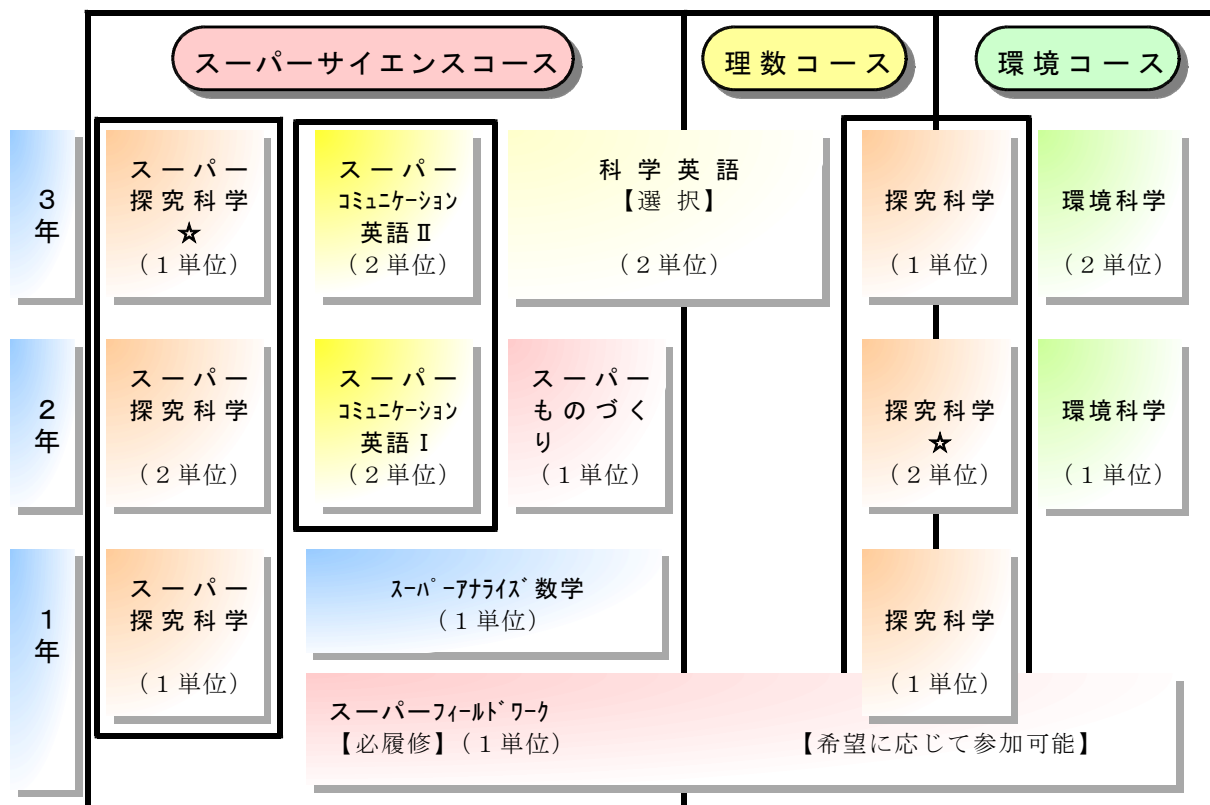 スーパーサイエンスコース
理数コース
環境コース
3年
スーパー
探究科学
☆
(1単位)
スーパー
コミュニケーション
英語Ⅱ
(2単位)
科学英語
【選択】
(2単位)
探究科学
(1単位)
環境科学
(2単位)
2年
スーパー
探究科学
(2単位)
スーパー
コミュニケーション
英語Ⅰ
(2単位)
スーパー
ものづく
り
(1単位)
探究科学
☆
(2単位)
環境科学
(1単位)
1年
スーパー
探究科学
(1単位)
スーパーアナライズ数学
(1単位)
探究科学
(1単位)
スーパーフィールドワーク
【必履修】(1単位)
【希望に応じて参加可能】